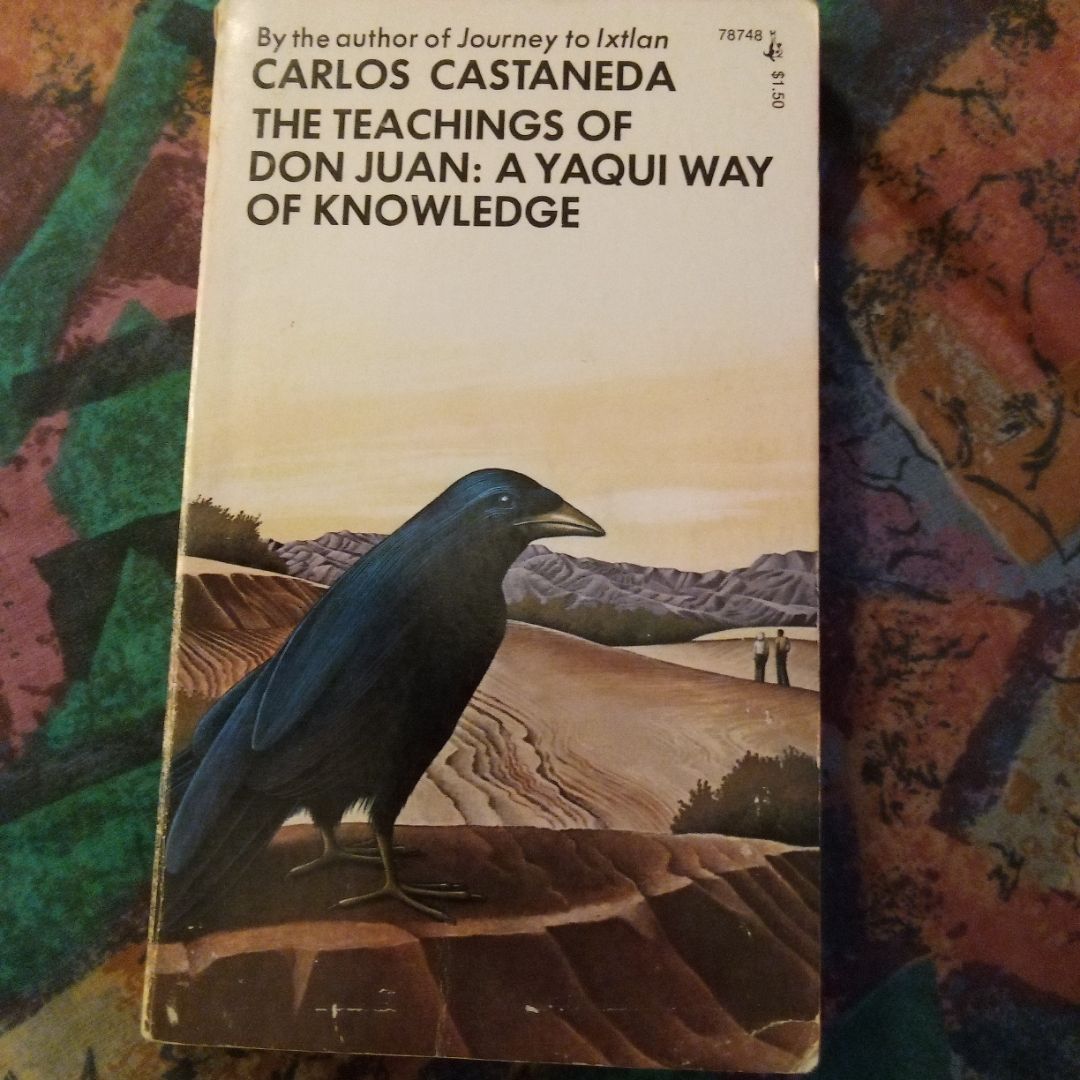 By the author of Journey to Ixtlan
78748
$1.50
CARLOS CASTANEDA
THE TEACHINGS OF
DON JUAN: A YAQUI WAY
OF KNOWLEDGE